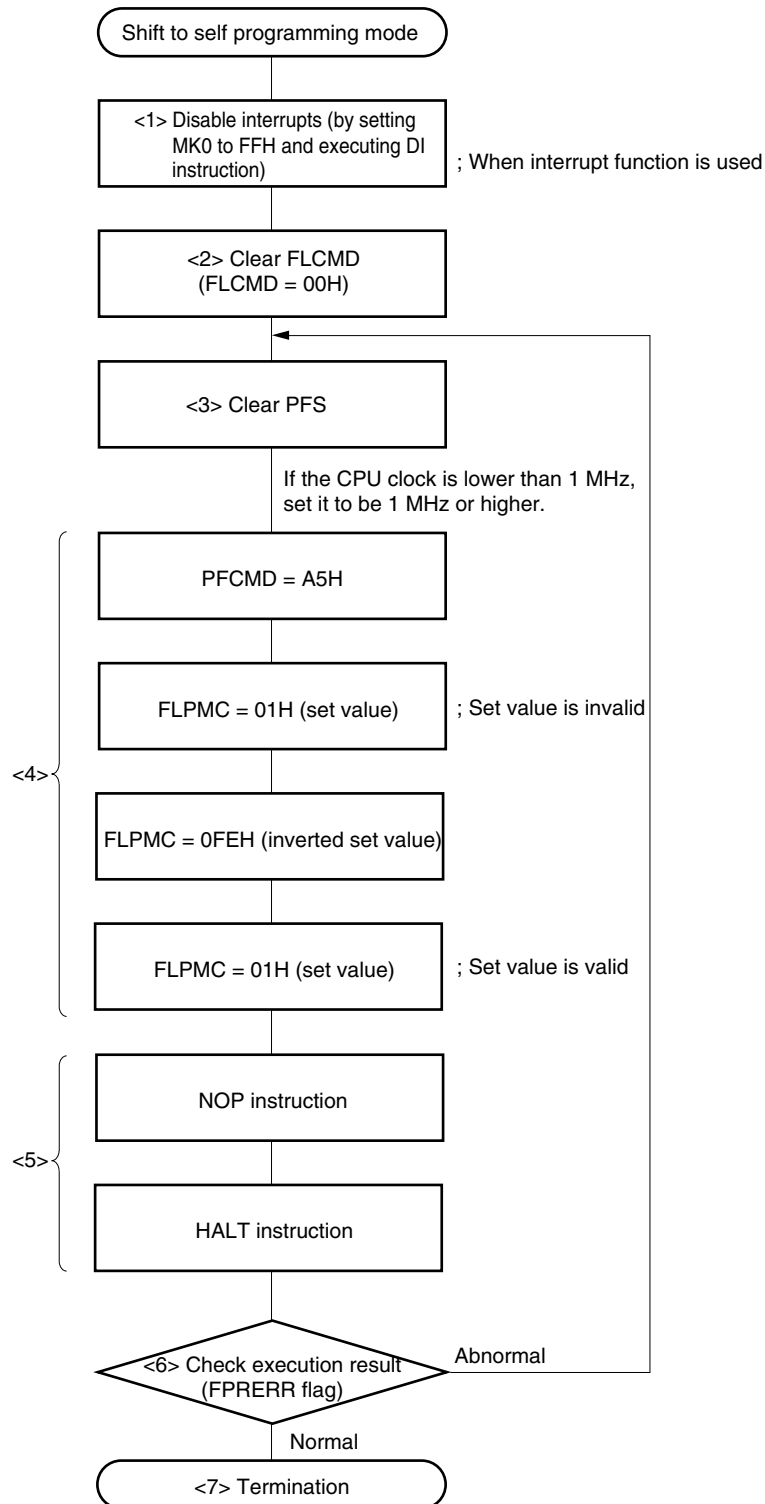 Shift to self programming mode
<1> Disable interrupts (by setting
MK0 to FFH and executing DI
instruction)
; When interrupt function is used
<2> Clear FLCMD
(FLCMD = 00H)
<3> Clear PFS
If the CPU clock is lower than 1 MHz,
set it to be 1 MHz or higher.
PFCMD = A5H
FLPMC = 01H (set value)
; Set value is invalid
<4>
FLPMC = 0FEH (inverted set value)
FLPMC = 01H (set value)
; Set value is valid
NOP instruction
<5>
HALT instruction
<6> Check execution result
(FPRERR flag)
Abnormal
Normal
<7> Termination